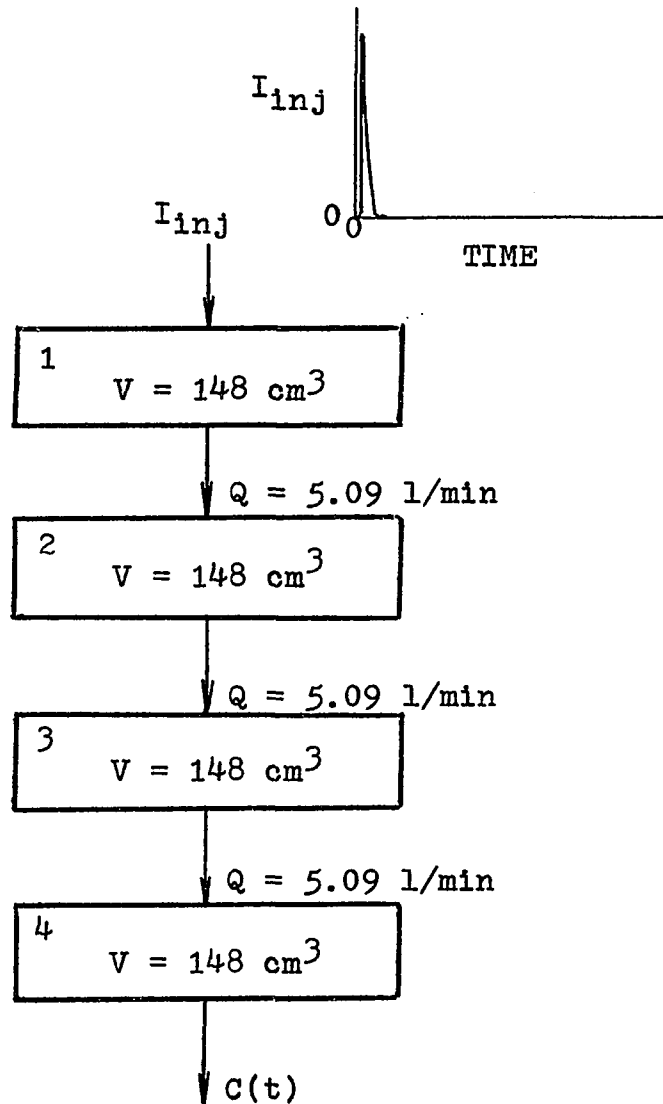 I_inj
0
0
TIME
I_inj
1
V = 148 cm³
Q = 5.09 l/min
2
V = 148 cm³
Q = 5.09 l/min
3
V = 148 cm³
Q = 5.09 l/min
4
V = 148 cm³
C(t)